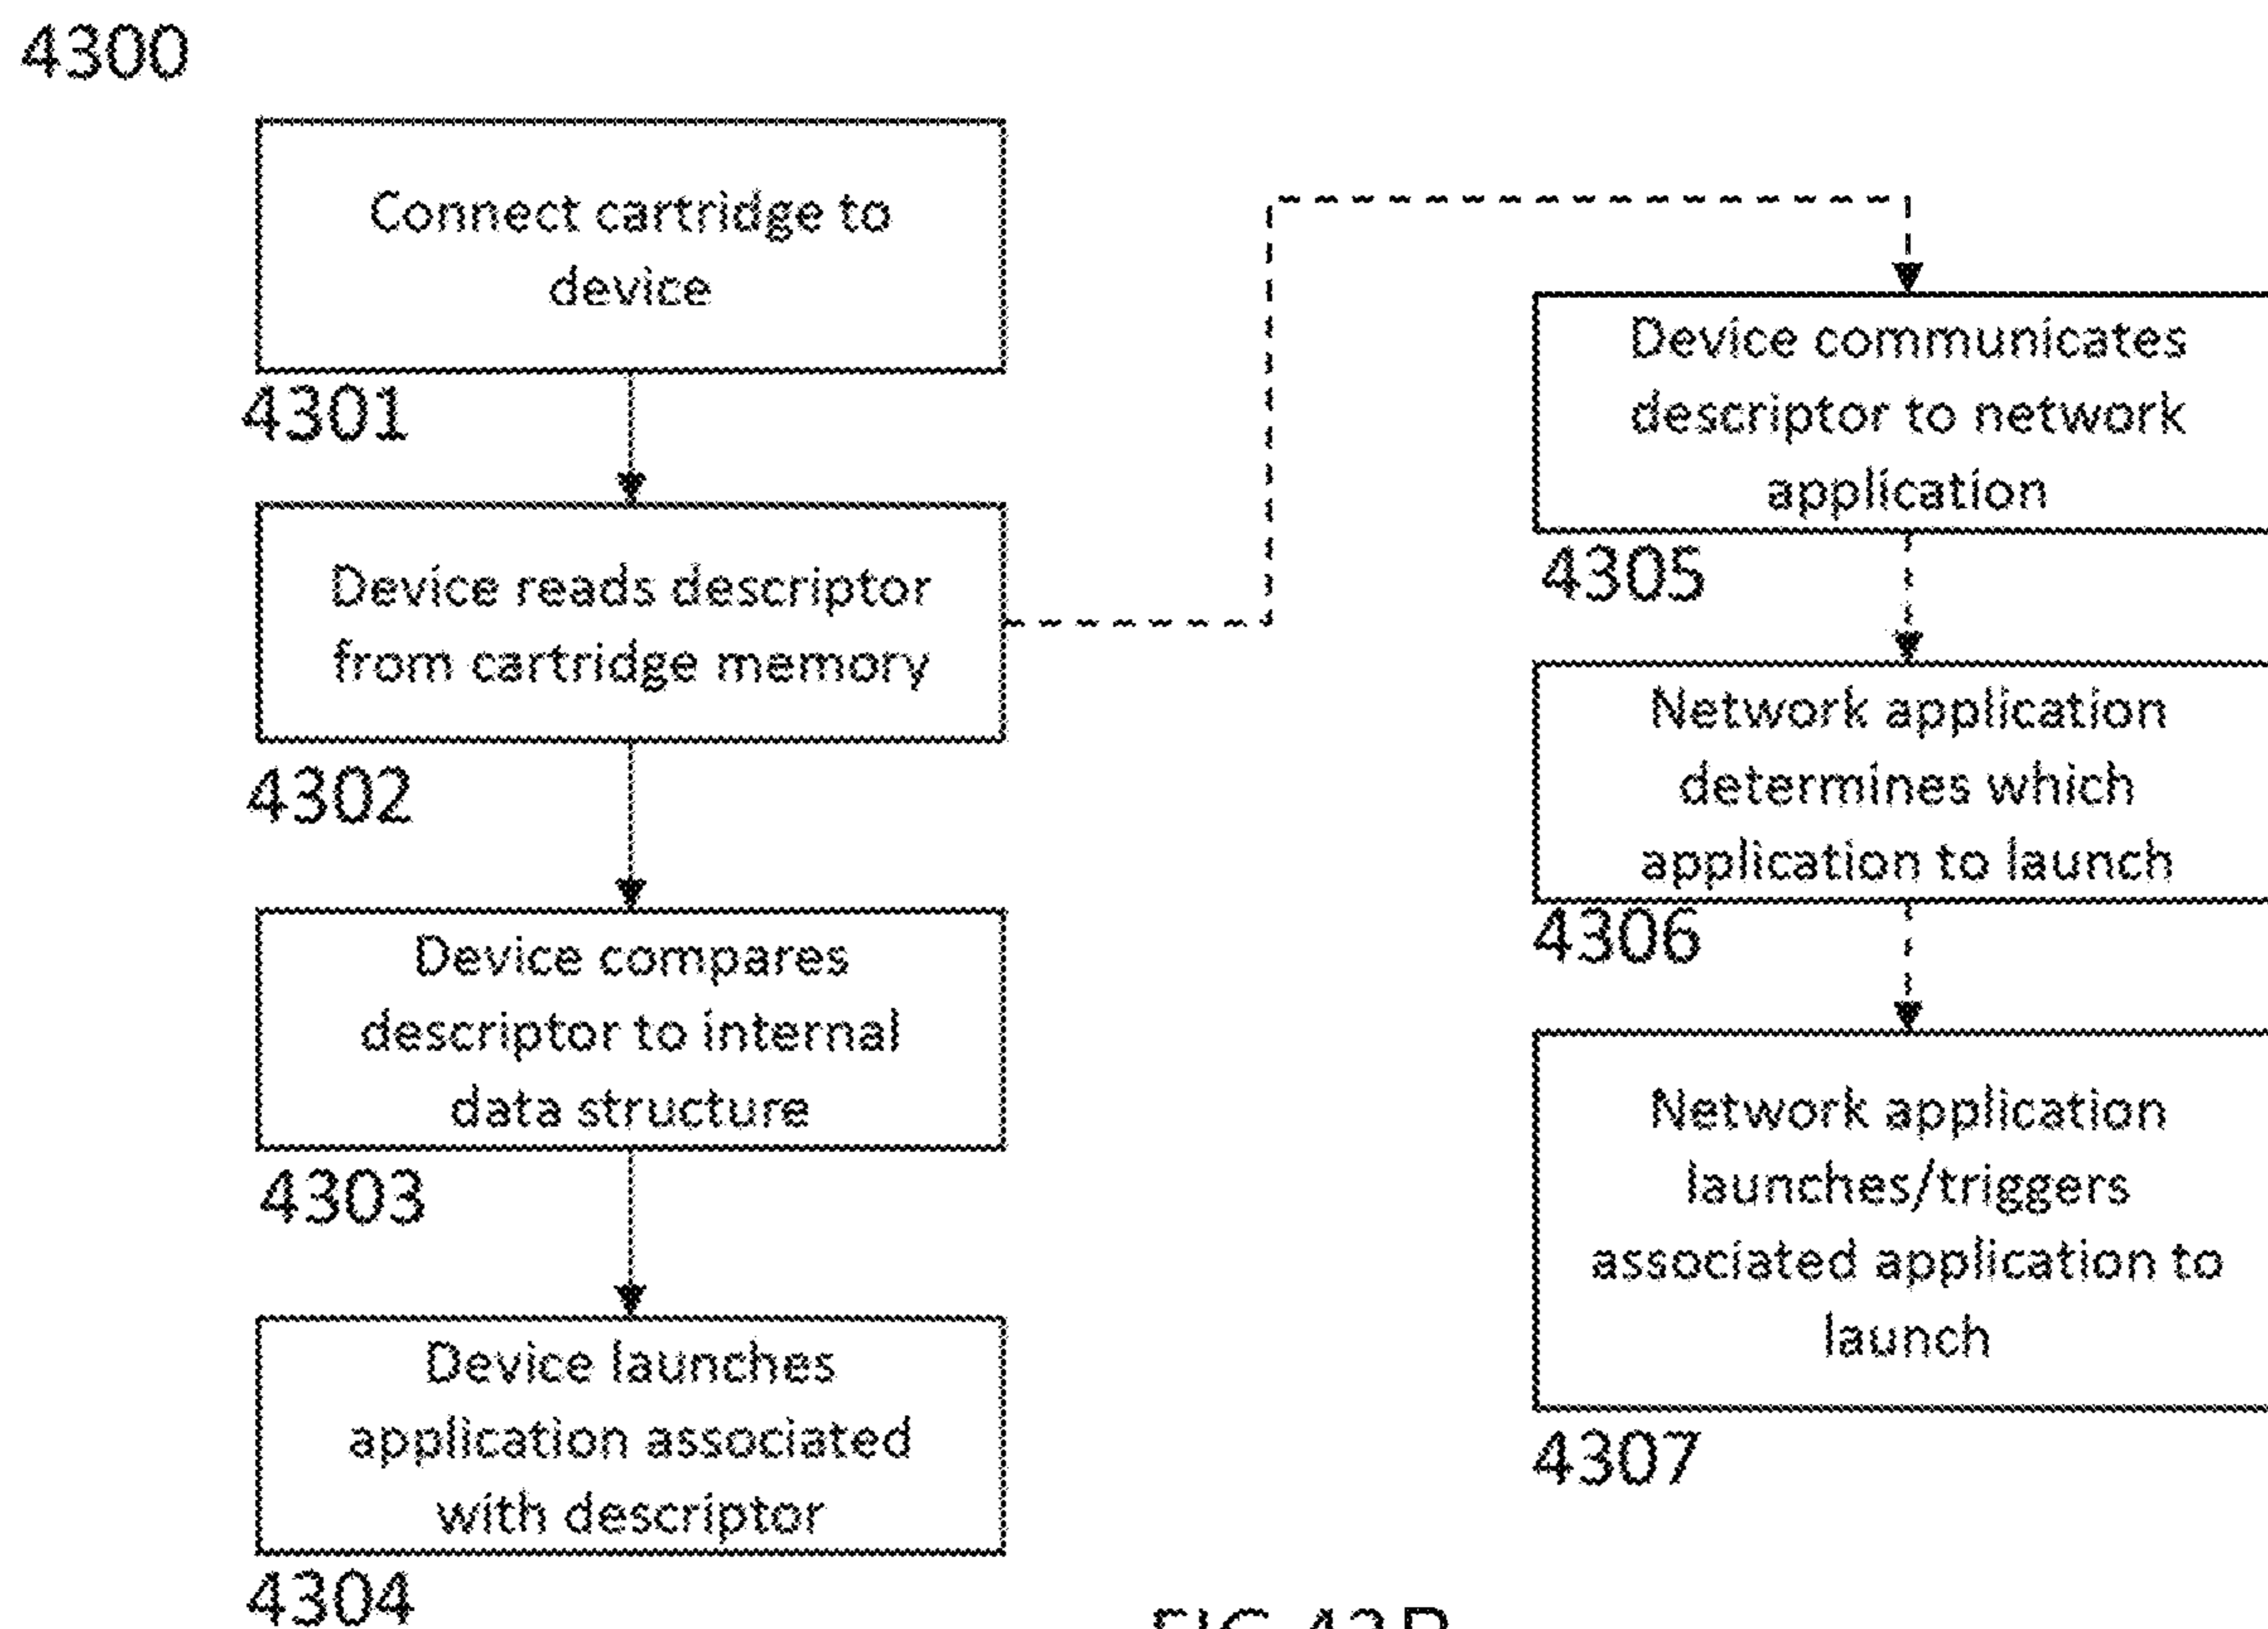 4300
Connect cartridge to
device
4301
Device reads descriptor
from cartridge memory
4302
Device compares
descriptor to internal
data structure
4303
Device launches
application associated
with descriptor
4304
Device communicates
descriptor to network
application
4305
Network application
determines which
application to launch
4306
Network application
launches/triggers
associated application to
launch
4307